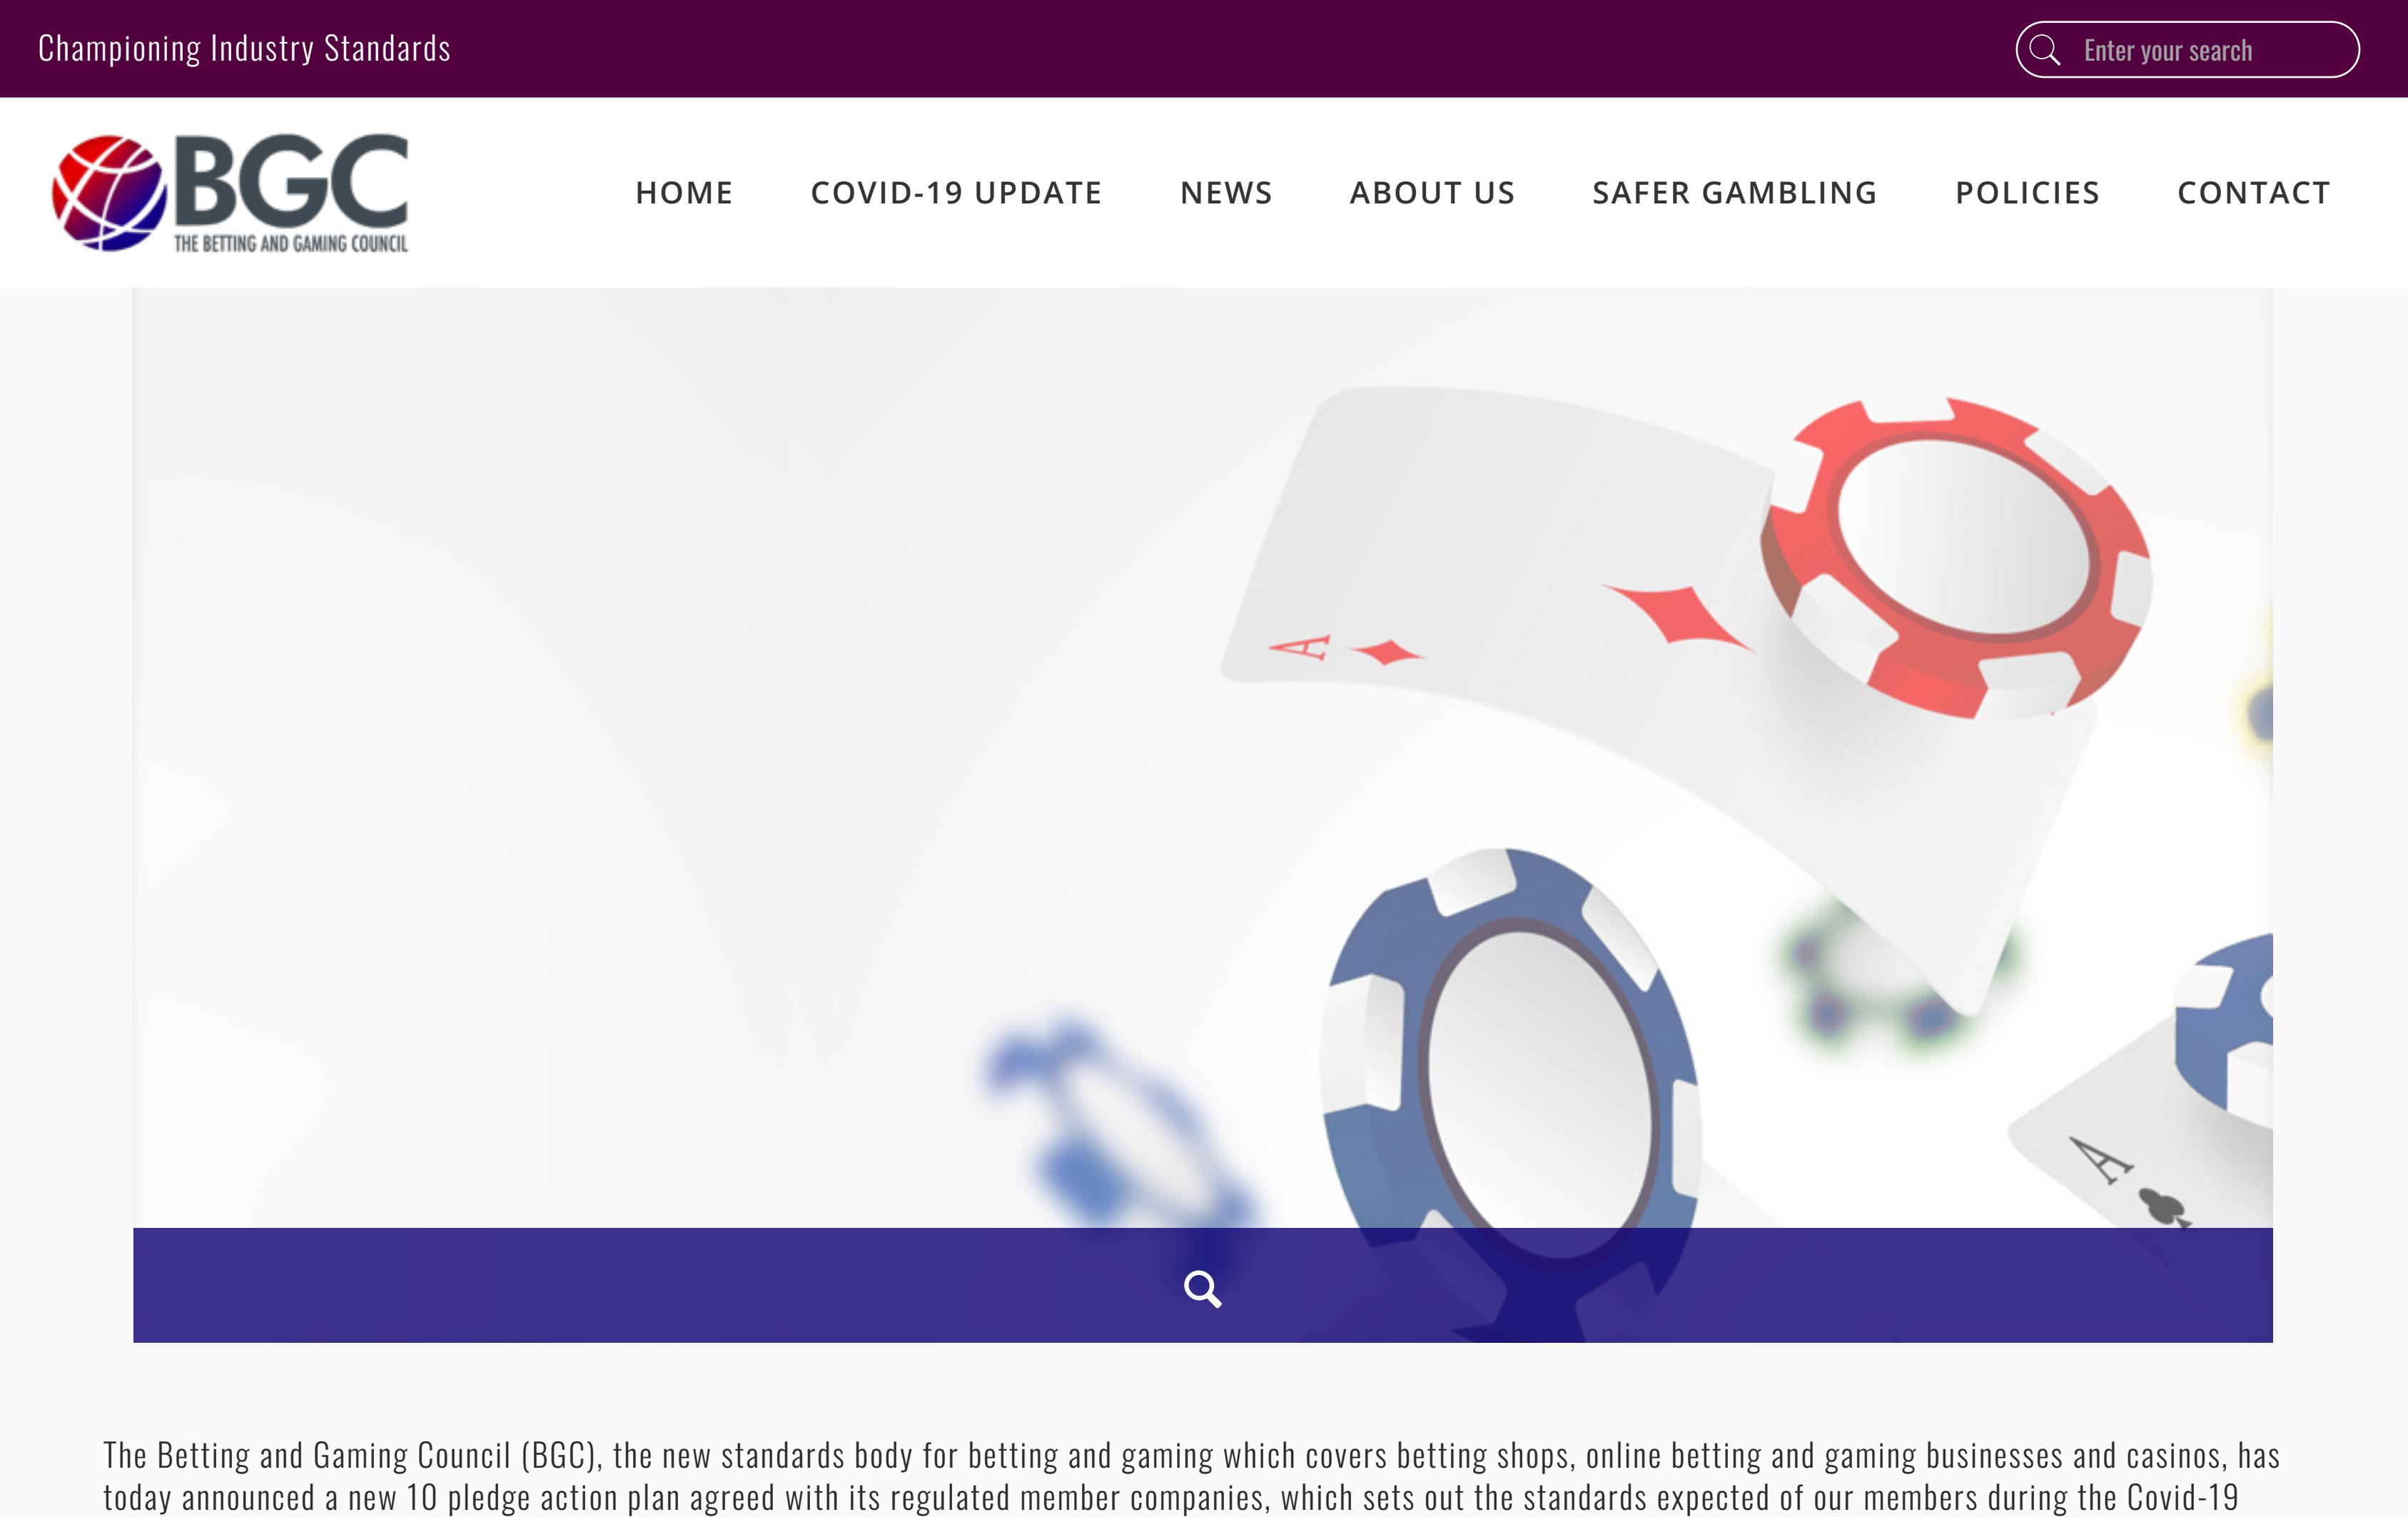 Championing Industry Standards
Enter your search
BGC
THE BETTING AND GAMING COUNCIL
HOME COVID-19 UPDATE NEWS ABOUT US SAFER GAMBLING POLICIES CONTACT
A
A
The Betting and Gaming Council (BGC), the new standards body for betting and gaming which covers betting shops, online betting and gaming businesses and casinos, has
today announced a new 10 pledge action plan agreed with its regulated member companies, which sets out the standards expected of our members during the Covid-19